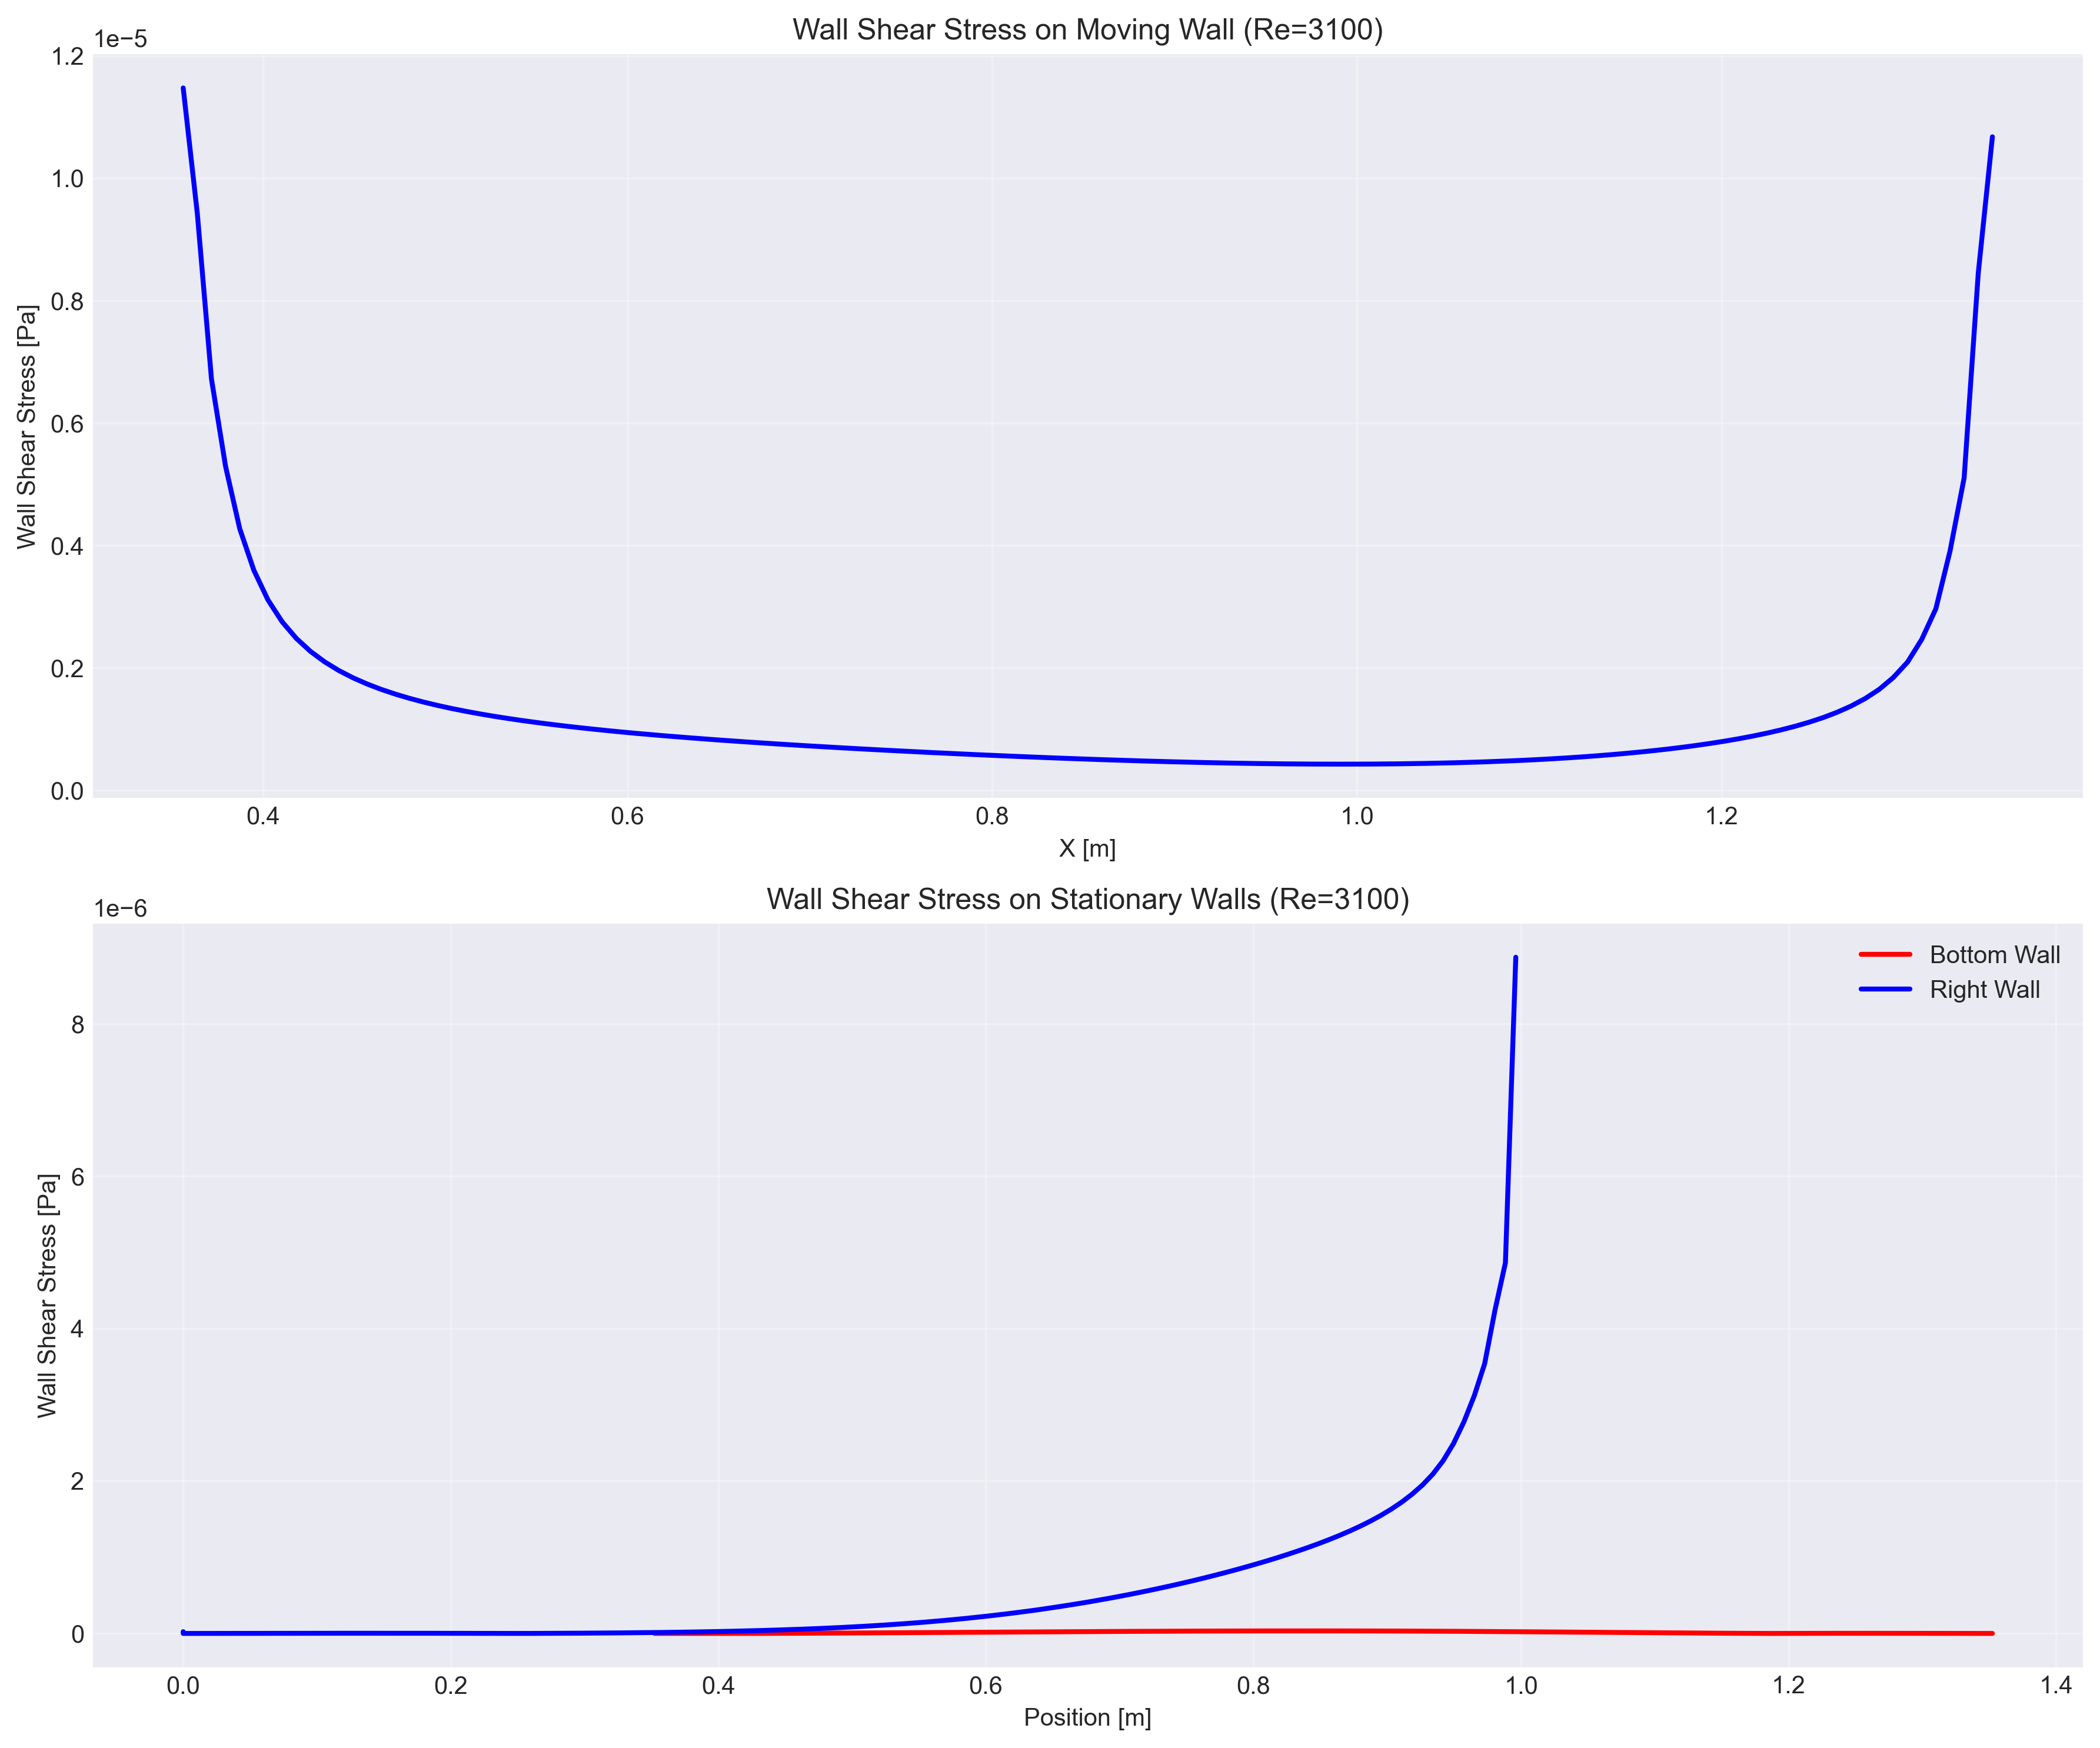 Wall Shear Stress on Moving Wall (Re=3100)
1e−5
1.2
1.0
0.8
0.6
0.4
0.2
0.0
Wall Shear Stress [Pa]
0.4 0.6 0.8 1.0 1.2
X [m]
Wall Shear Stress on Stationary Walls (Re=3100)
1e−6
Bottom Wall
Right Wall
8
6
4
2
0
Wall Shear Stress [Pa]
0.0 0.2 0.4 0.6 0.8 1.0 1.2 1.4
Position [m]